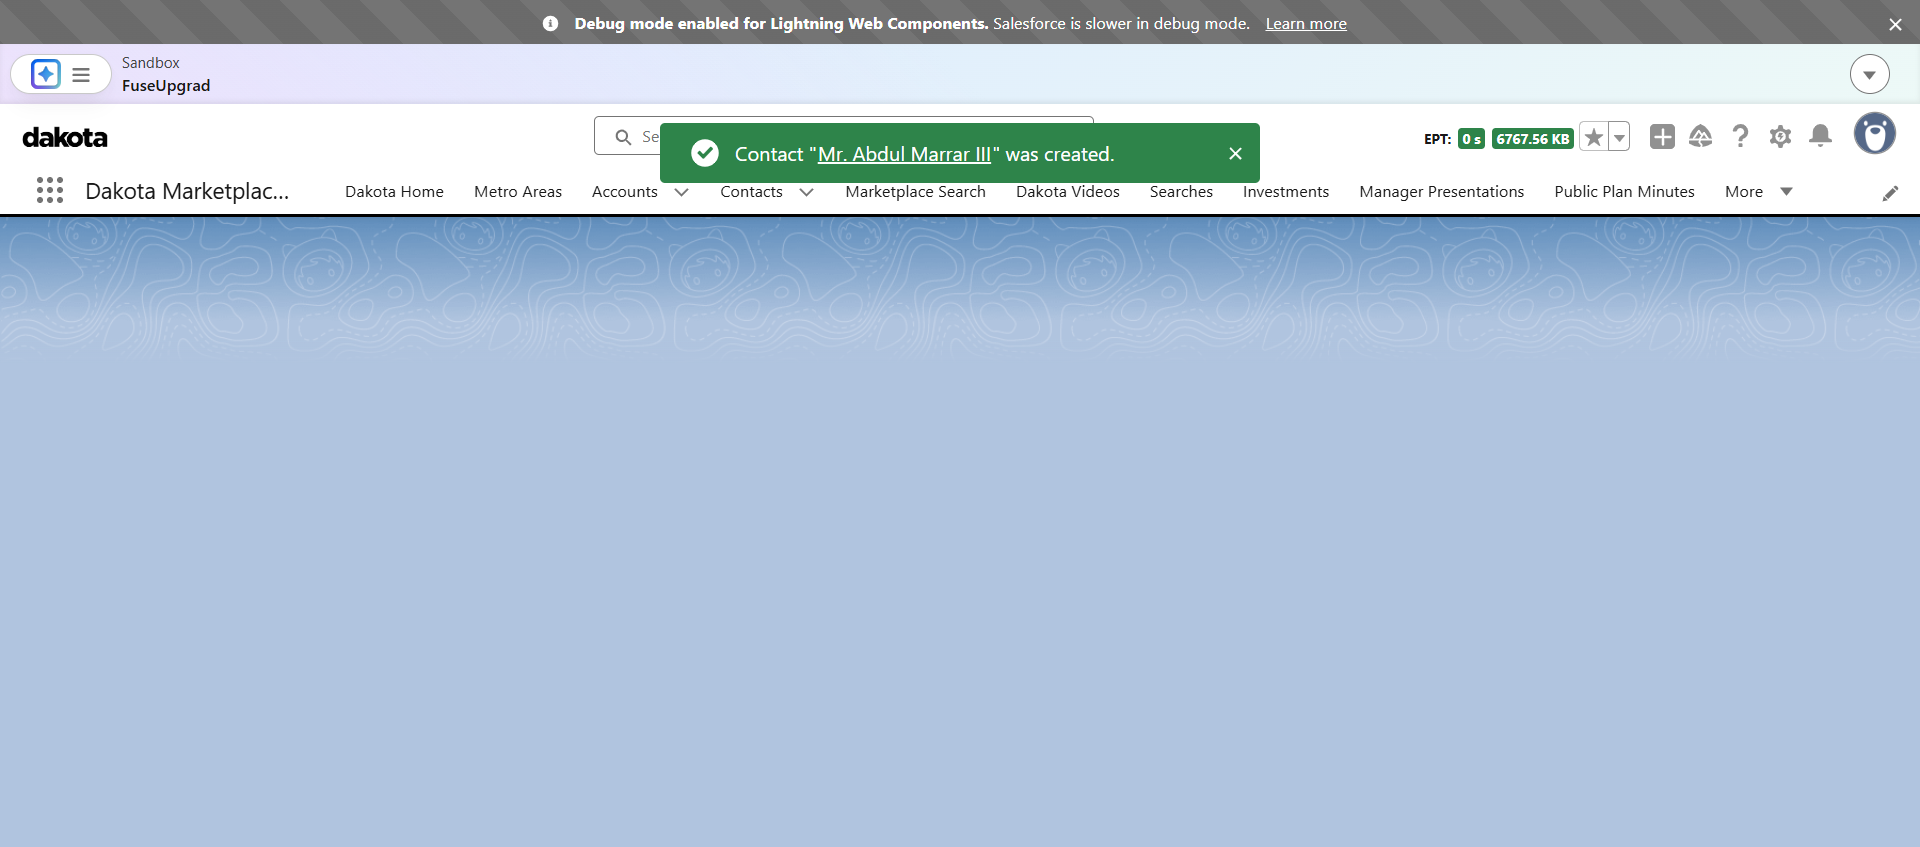 Debug mode enabled for Lightning Web Components. Salesforce is slower in debug mode. Learn more
Sandbox
FuseUpgrad
dakota
Se
Contact "Mr. Abdul Marrar III" was created.
EPT: 0 s 6767.56 KB
Dakota Marketplac...
Dakota Home
Metro Areas
Accounts
Contacts
Marketplace Search
Dakota Videos
Searches
Investments
Manager Presentations
Public Plan Minutes
More